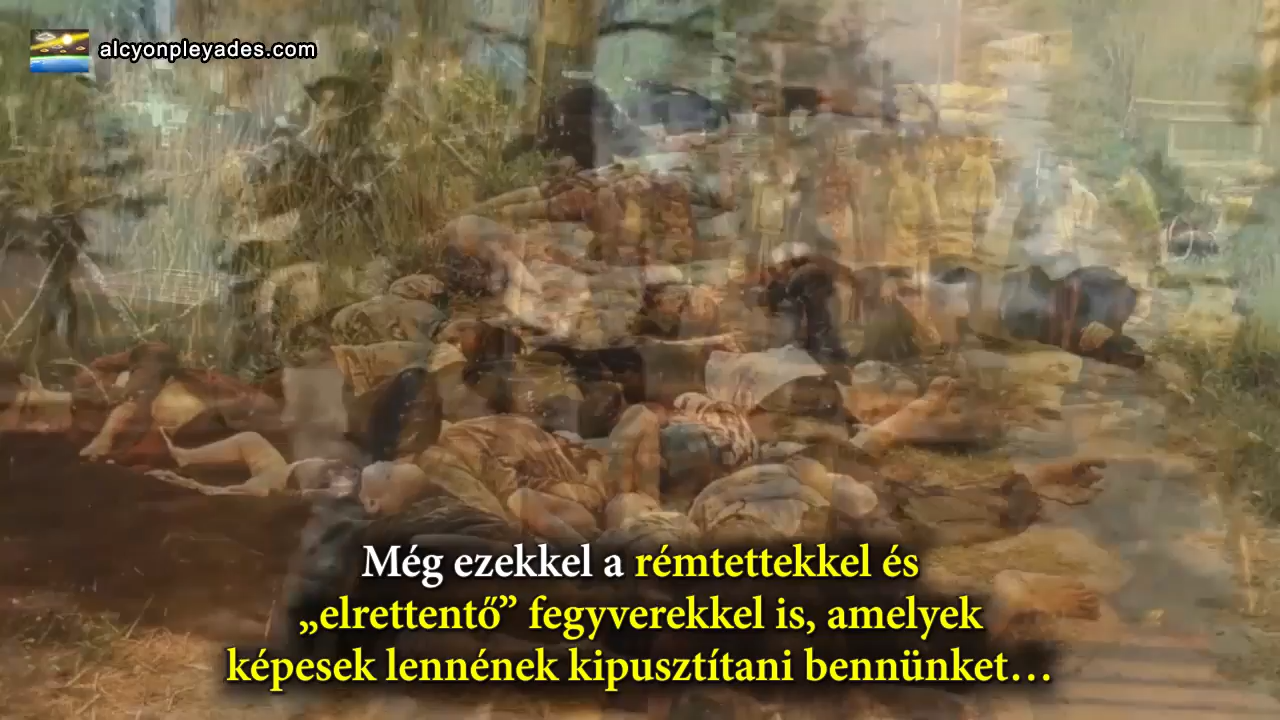 alcyonpleyades.com
Még ezekkel a rémtettekkel és
„elrettentő” fegyverekkel is, amelyek
képesek lennének kipusztítani bennünket…